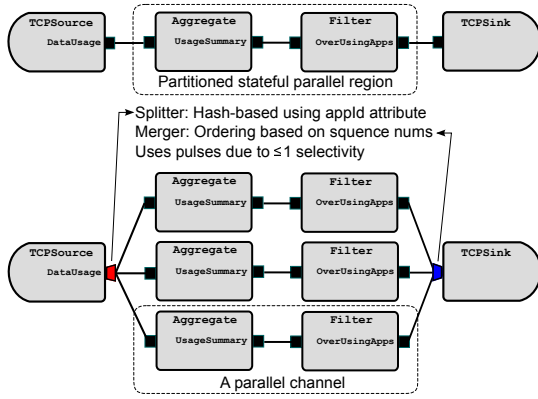 TCPSource
DataUsage
Aggregate
UsageSummary
Filter
OverUsingApps
TCPSink
Partitioned stateful parallel region
Splitter: Hash-based using appId attribute
Merger: Ordering based on squence nums
Uses pulses due to ≤1 selectivity
Aggregate
UsageSummary
Filter
OverUsingApps
TCPSource
DataUsage
Aggregate
UsageSummary
Filter
OverUsingApps
TCPSink
Aggregate
UsageSummary
Filter
OverUsingApps
A parallel channel